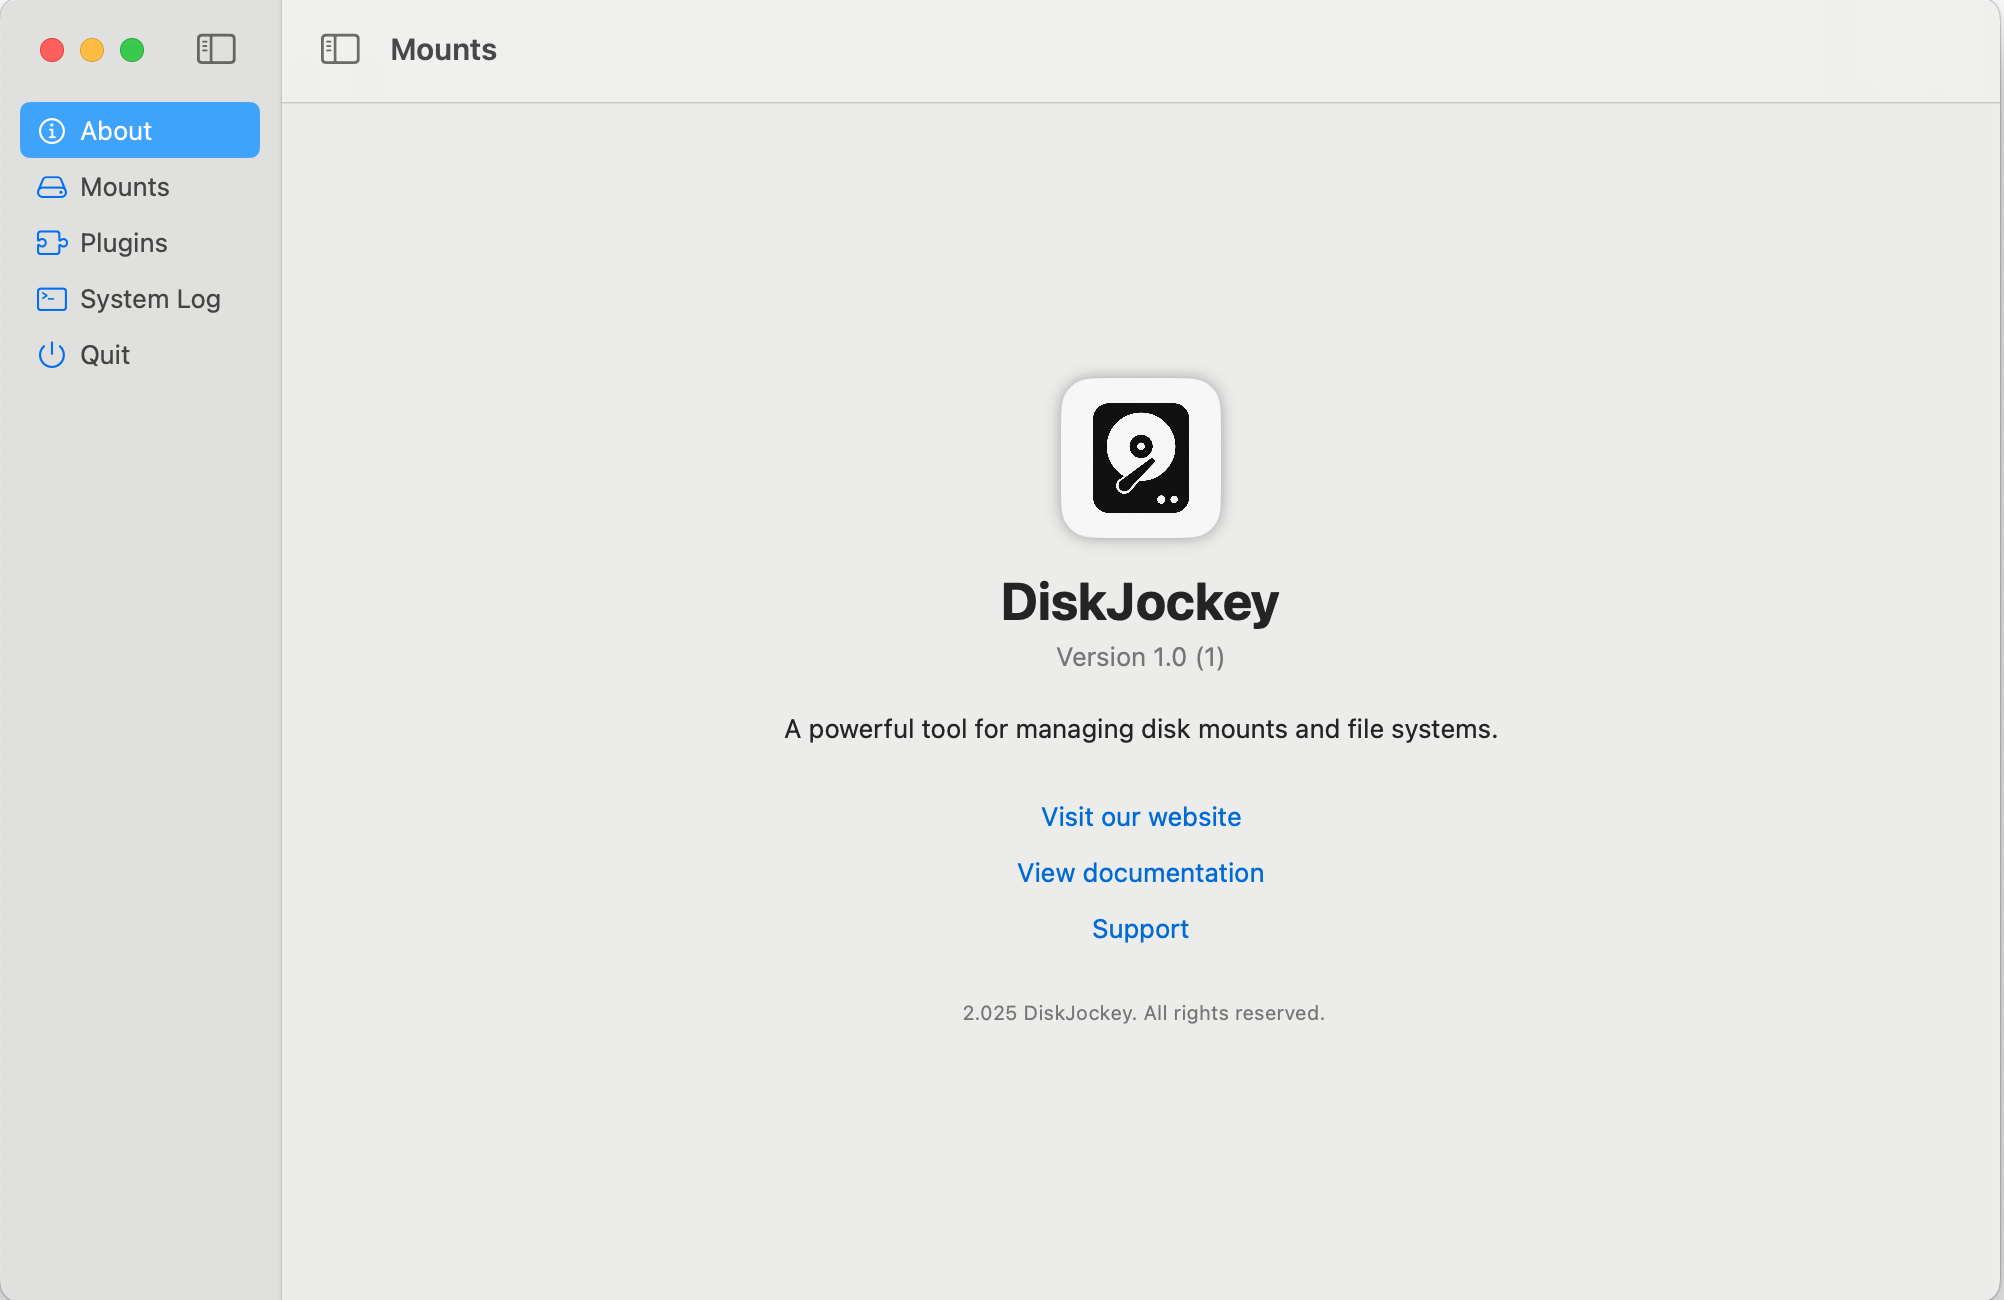 Mounts
About
Mounts
Plugins
System Log
Quit
DiskJockey
Version 1.0 (1)
A powerful tool for managing disk mounts and file systems.
Visit our website
View documentation
Support
2.025 DiskJockey. All rights reserved.